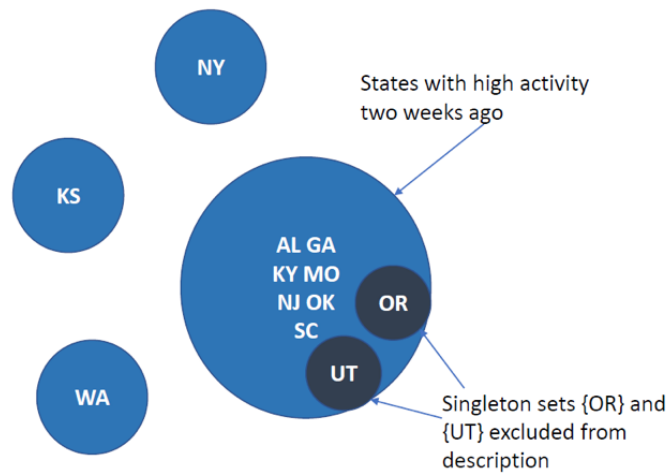 NY
States with high activity
two weeks ago
KS
AL GA
KY MO
NJ OK
SC
OR
UT
WA
Singleton sets {OR} and
{UT} excluded from
description